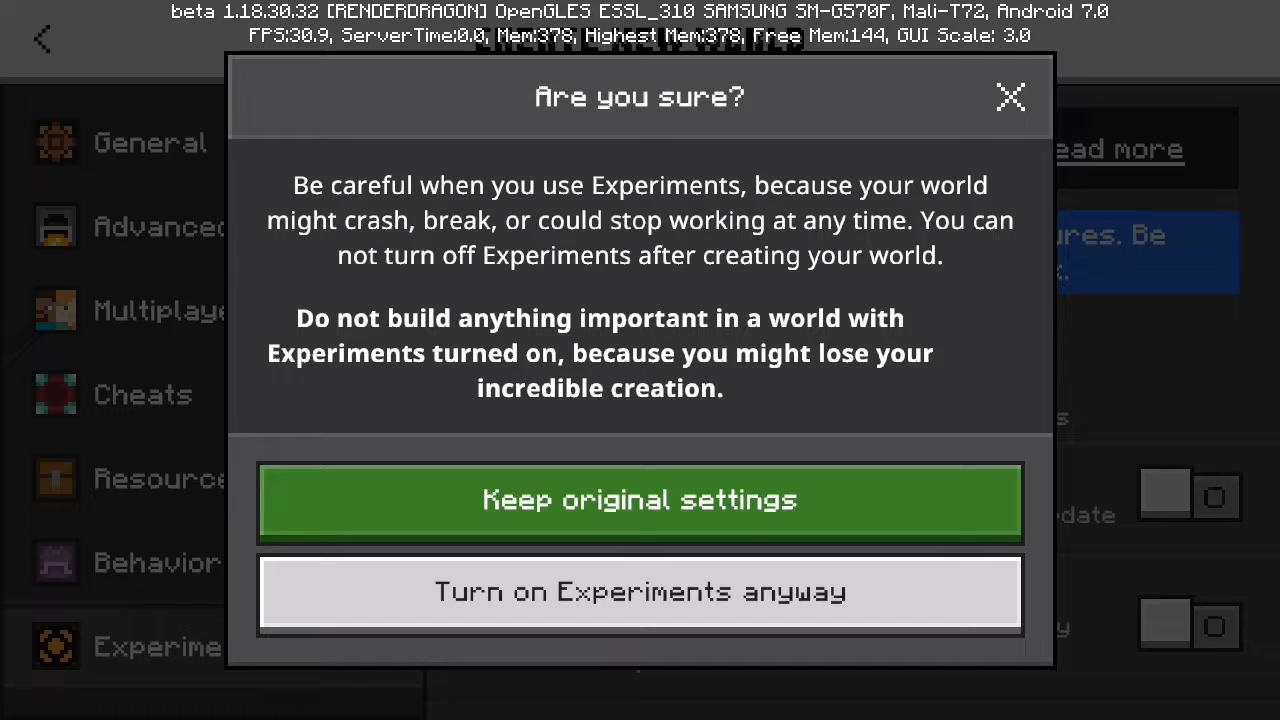 beta 1.18.30.32 [RENDERDRAGON] OpenGLES ESSL_310 SAMSUNG SM-G570F, Mali-T72, Android 7.0
FPS:30.9, ServerTime:0.0, Mem:378, Highest Mem:378, Free Mem:144, GUI Scale: 3.0
Are you sure?
General
ead more
Be careful when you use Experiments, because your world
might crash, break, or could stop working at any time. You can
not turn off Experiments after creating your world.
Advanced
ures. Be
Multiplaye
Do not build anything important in a world with
Experiments turned on, because you might lose your
incredible creation.
Cheats
Resource
Keep original settings
date
Behavior
Turn on Experiments anyway
Experime